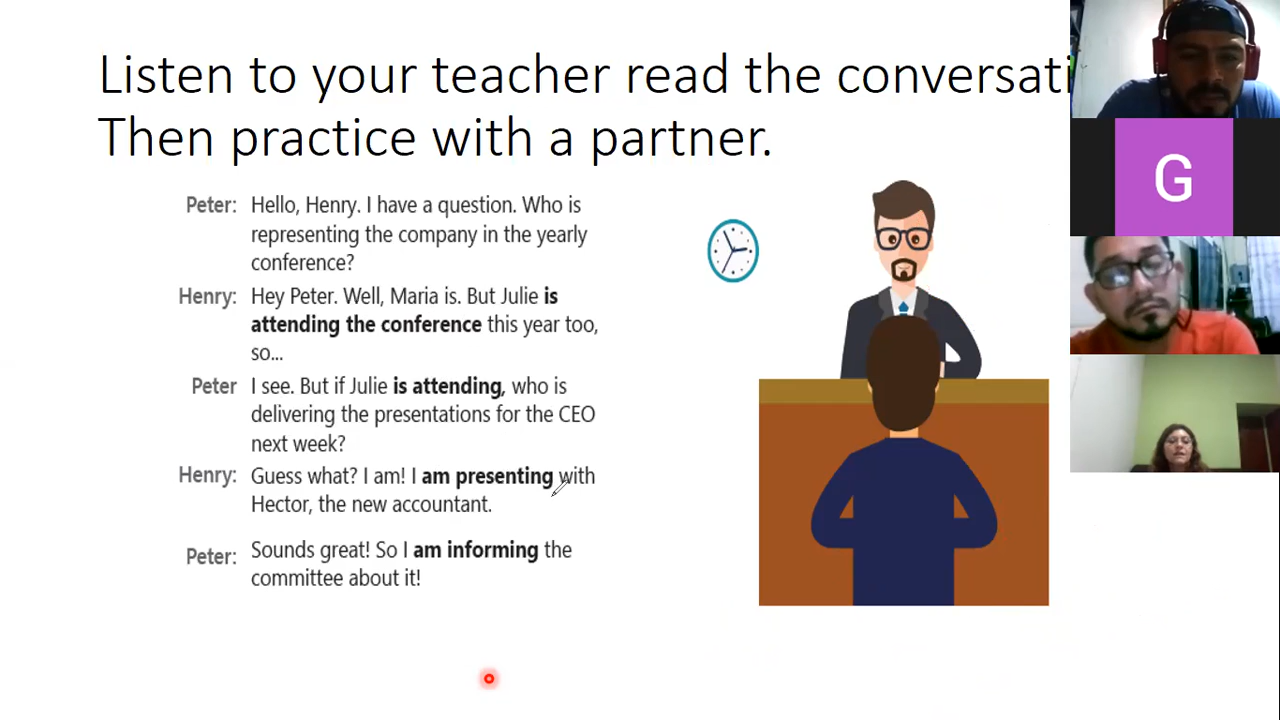 Listen to your teacher read the conversati
Then practice with a partner.
Peter: Hello, Henry. I have a question. Who is
representing the company in the yearly
conference?
Henry: Hey Peter. Well, Maria is. But Julie is
attending the conference this year too,
so...
Peter I see. But if Julie is attending, who is
delivering the presentations for the CEO
next week?
Henry: Guess what? I am! I am presenting with
Hector, the new accountant.
Peter: Sounds great! So I am informing the
committee about it!
G